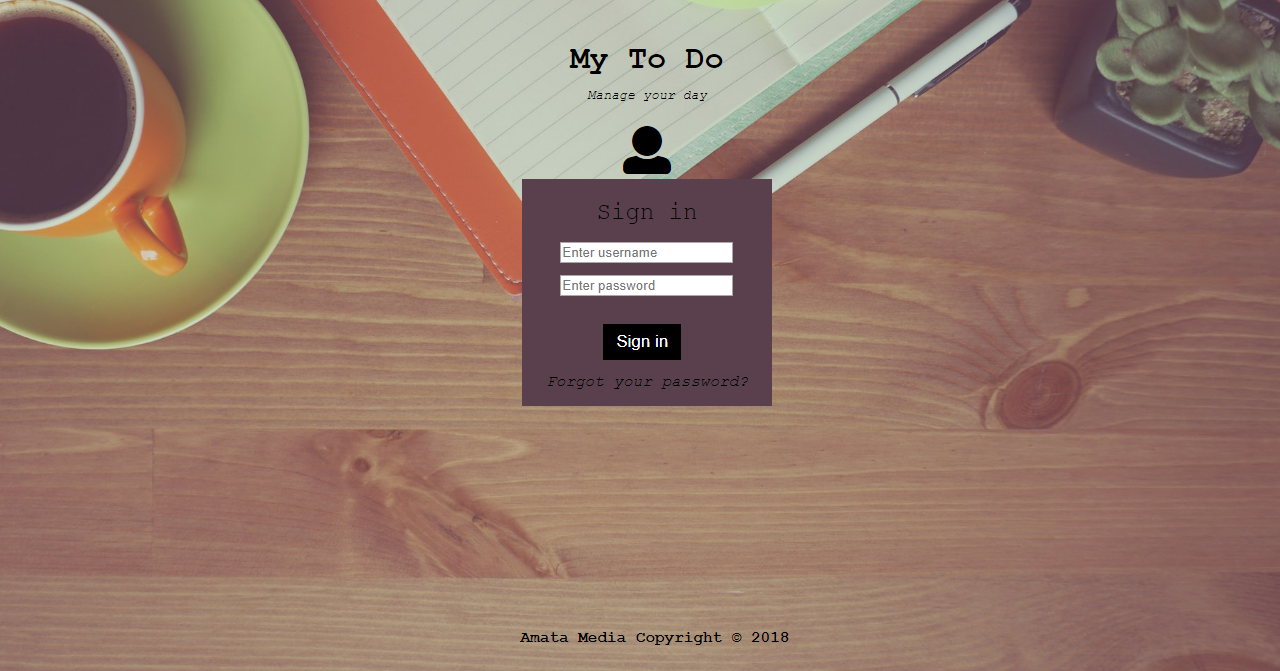 My To Do
Manage your day
Sign in
Enter username
Enter password
Sign in
Forgot your password?
Amata Media Copyright © 2018